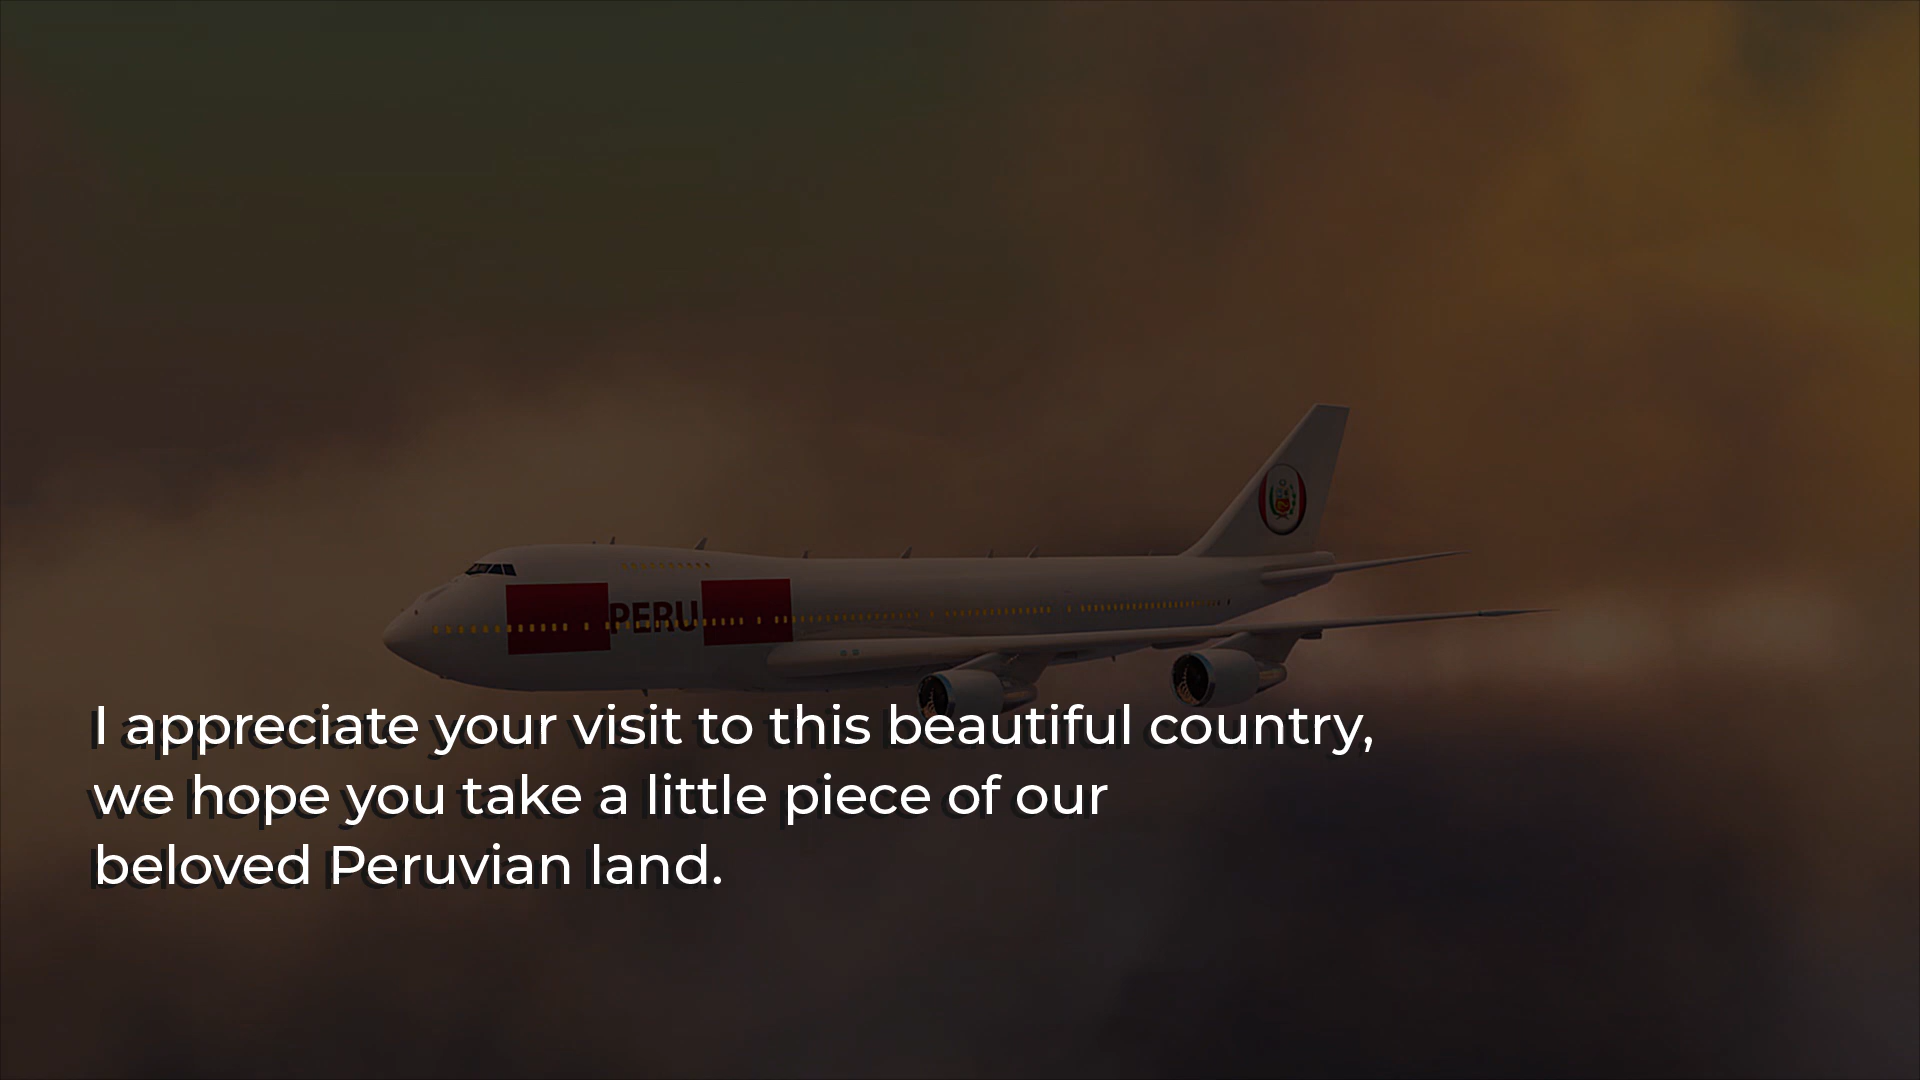 PERU
I appreciate your visit to this beautiful country,
we hope you take a little piece of our
beloved Peruvian land.